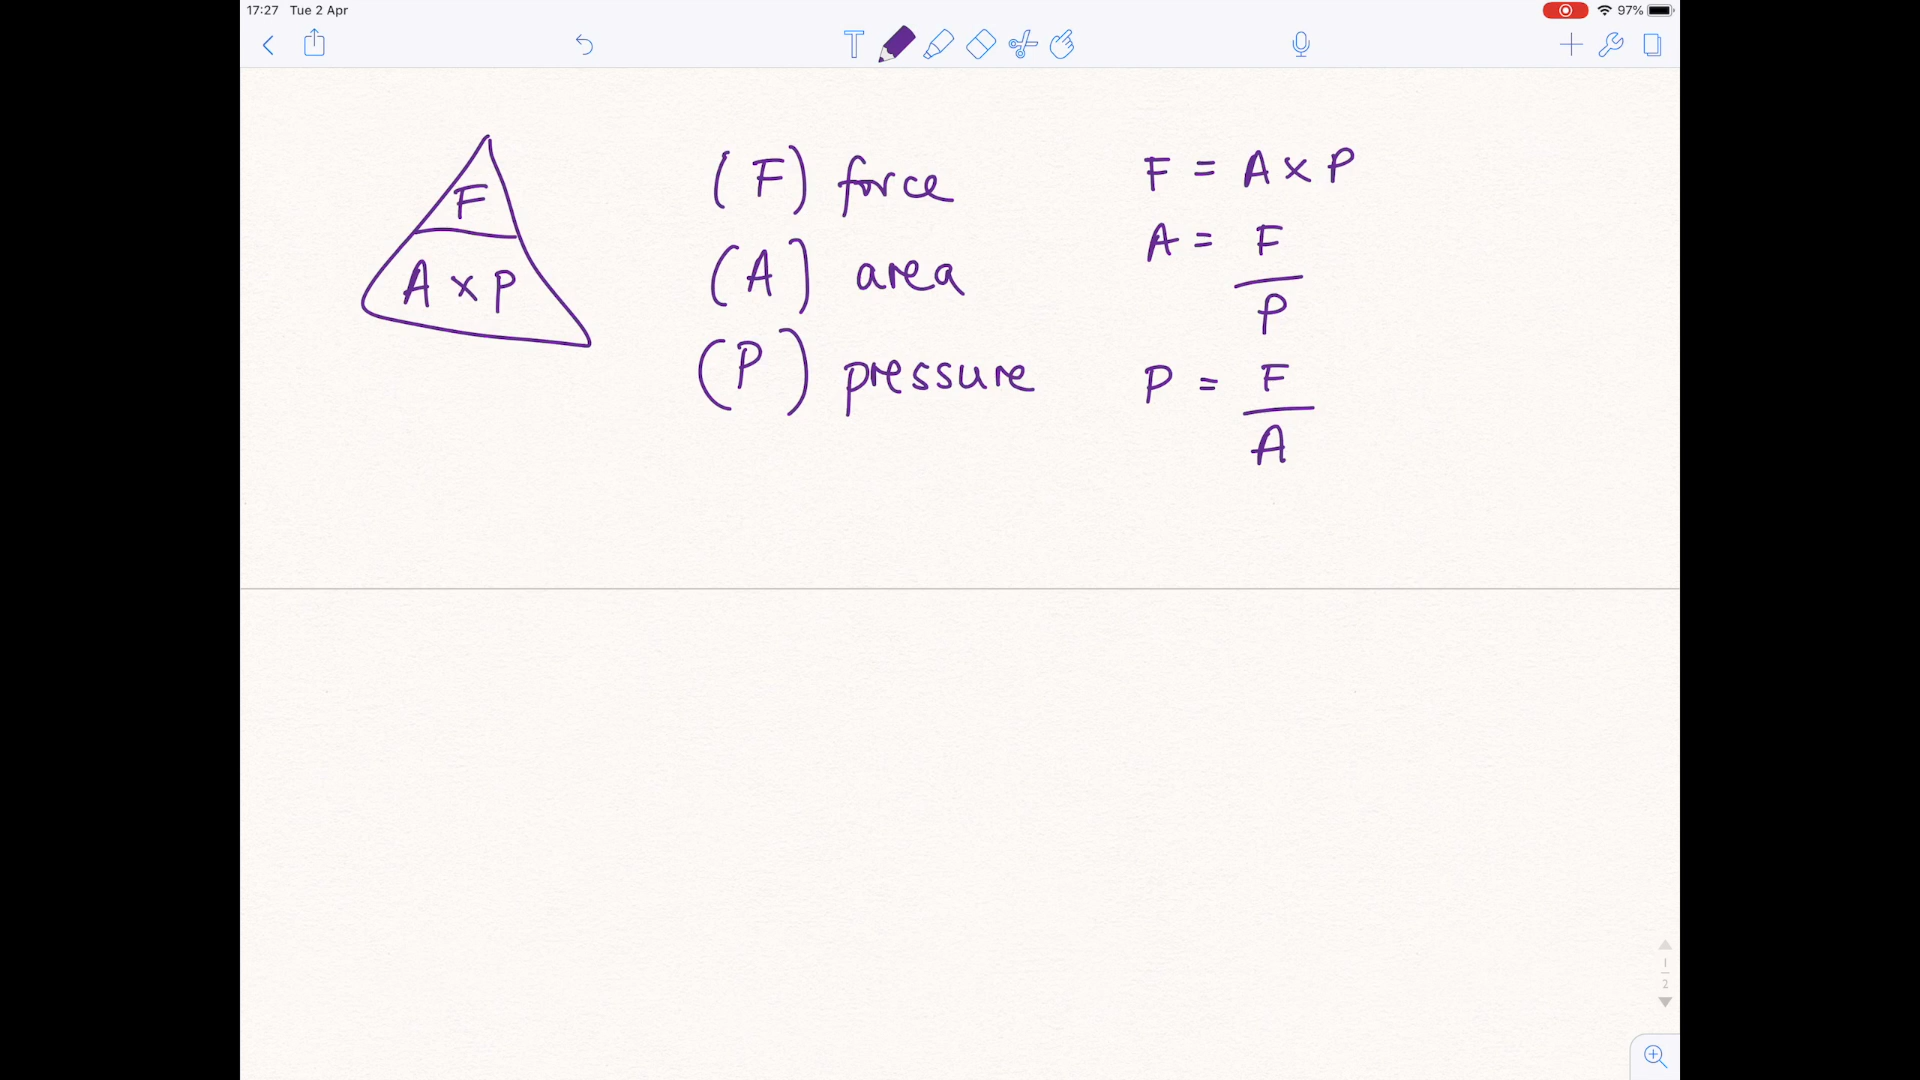 17:27 Tue 2 Apr
97%
T
F
A x P
(F) force
(A) area
(P) pressure
F = A x P
A = F
P
P = F
A
1
2